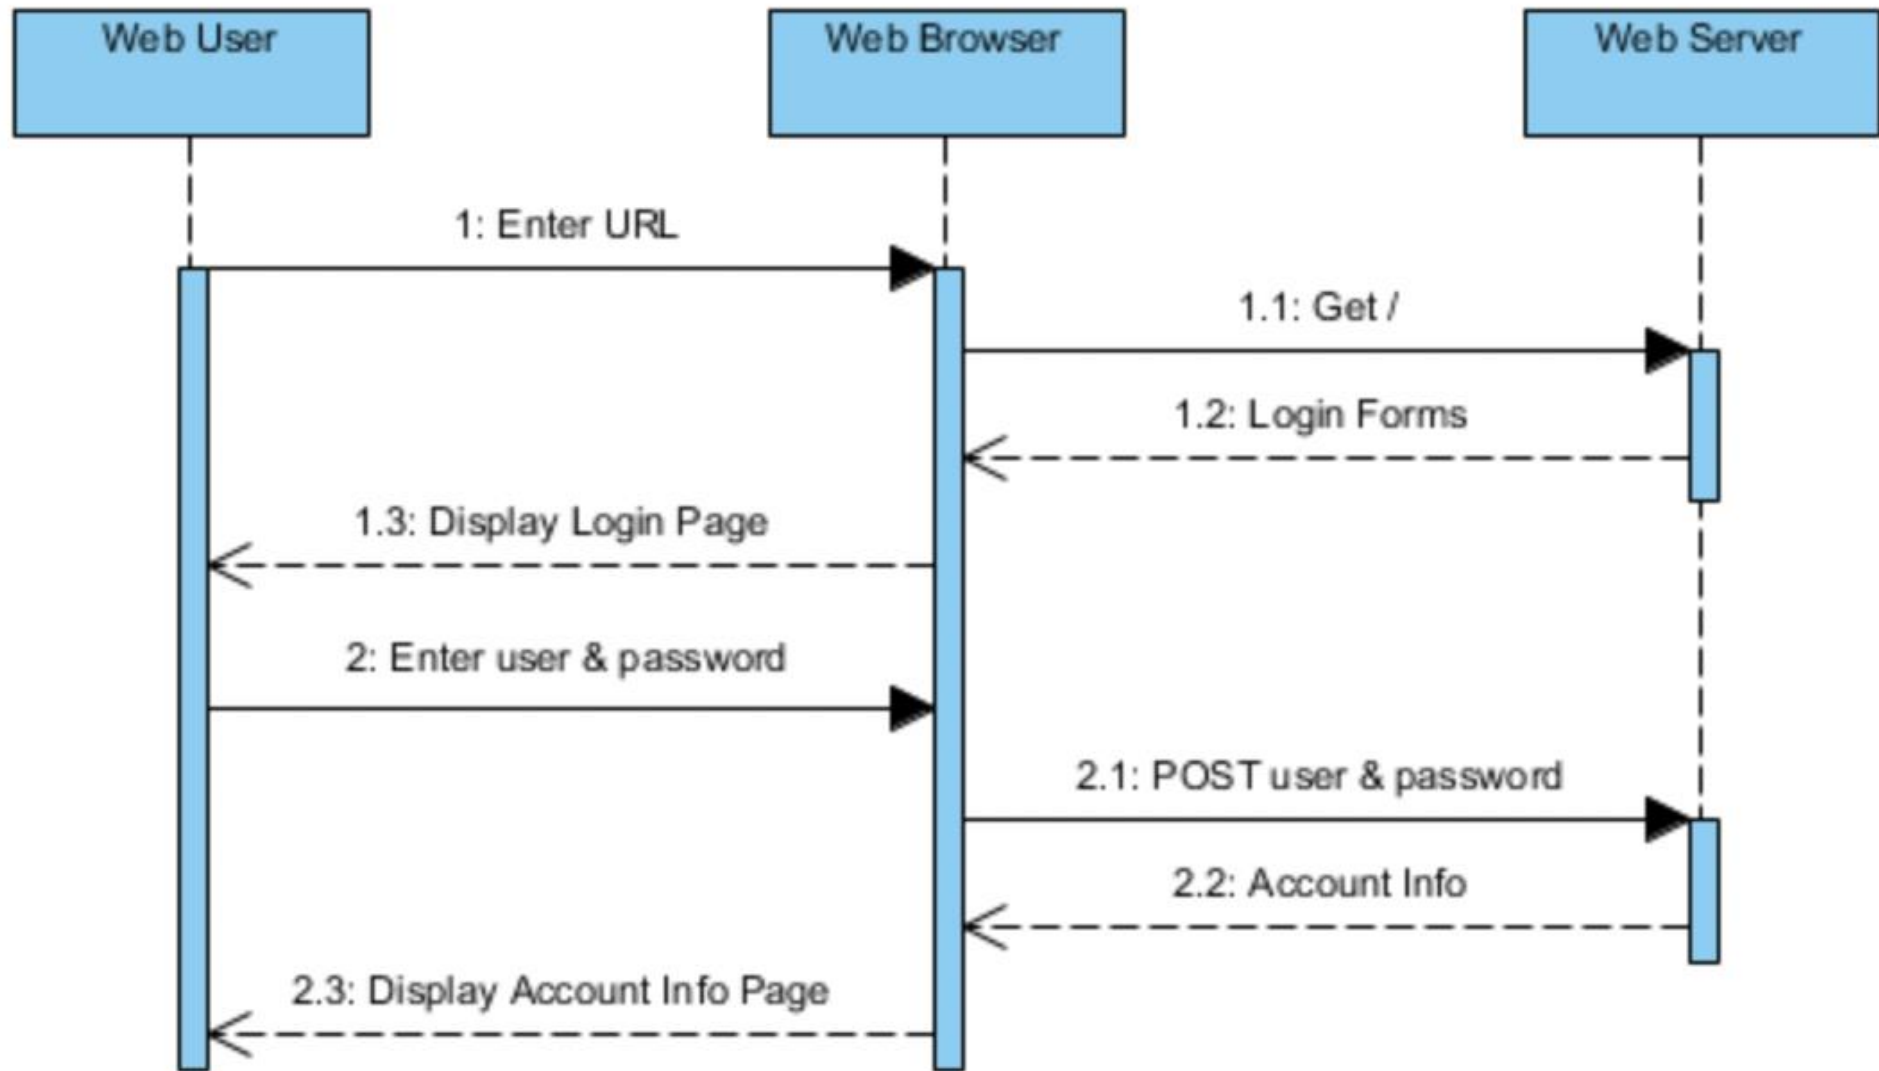 Web User
Web Browser
Web Server
1: Enter URL
1.1: Get /
1.2: Login Forms
1.3: Display Login Page
2: Enter user & password
2.1: POST user & password
2.2: Account Info
2.3: Display Account Info Page